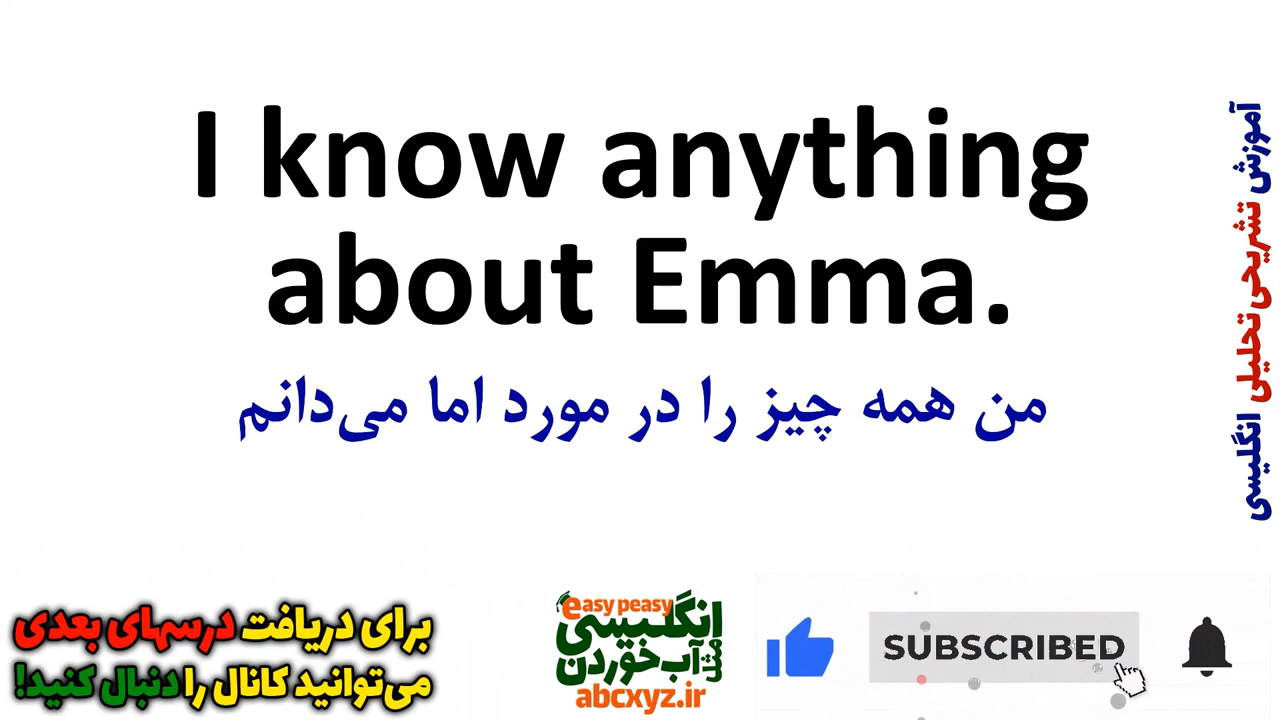 I know anything
about Emma.
من همه چیز را در مورد اما می‌دانم
آموزش تشریحی تحلیلی انگلیسی
برای دریافت درسهای بعدی
می‌توانید کانال را دنبال کنید!
easy peasy
انگلیسی
مثل آب خوردن
abcxyz.ir
SUBSCRIBED